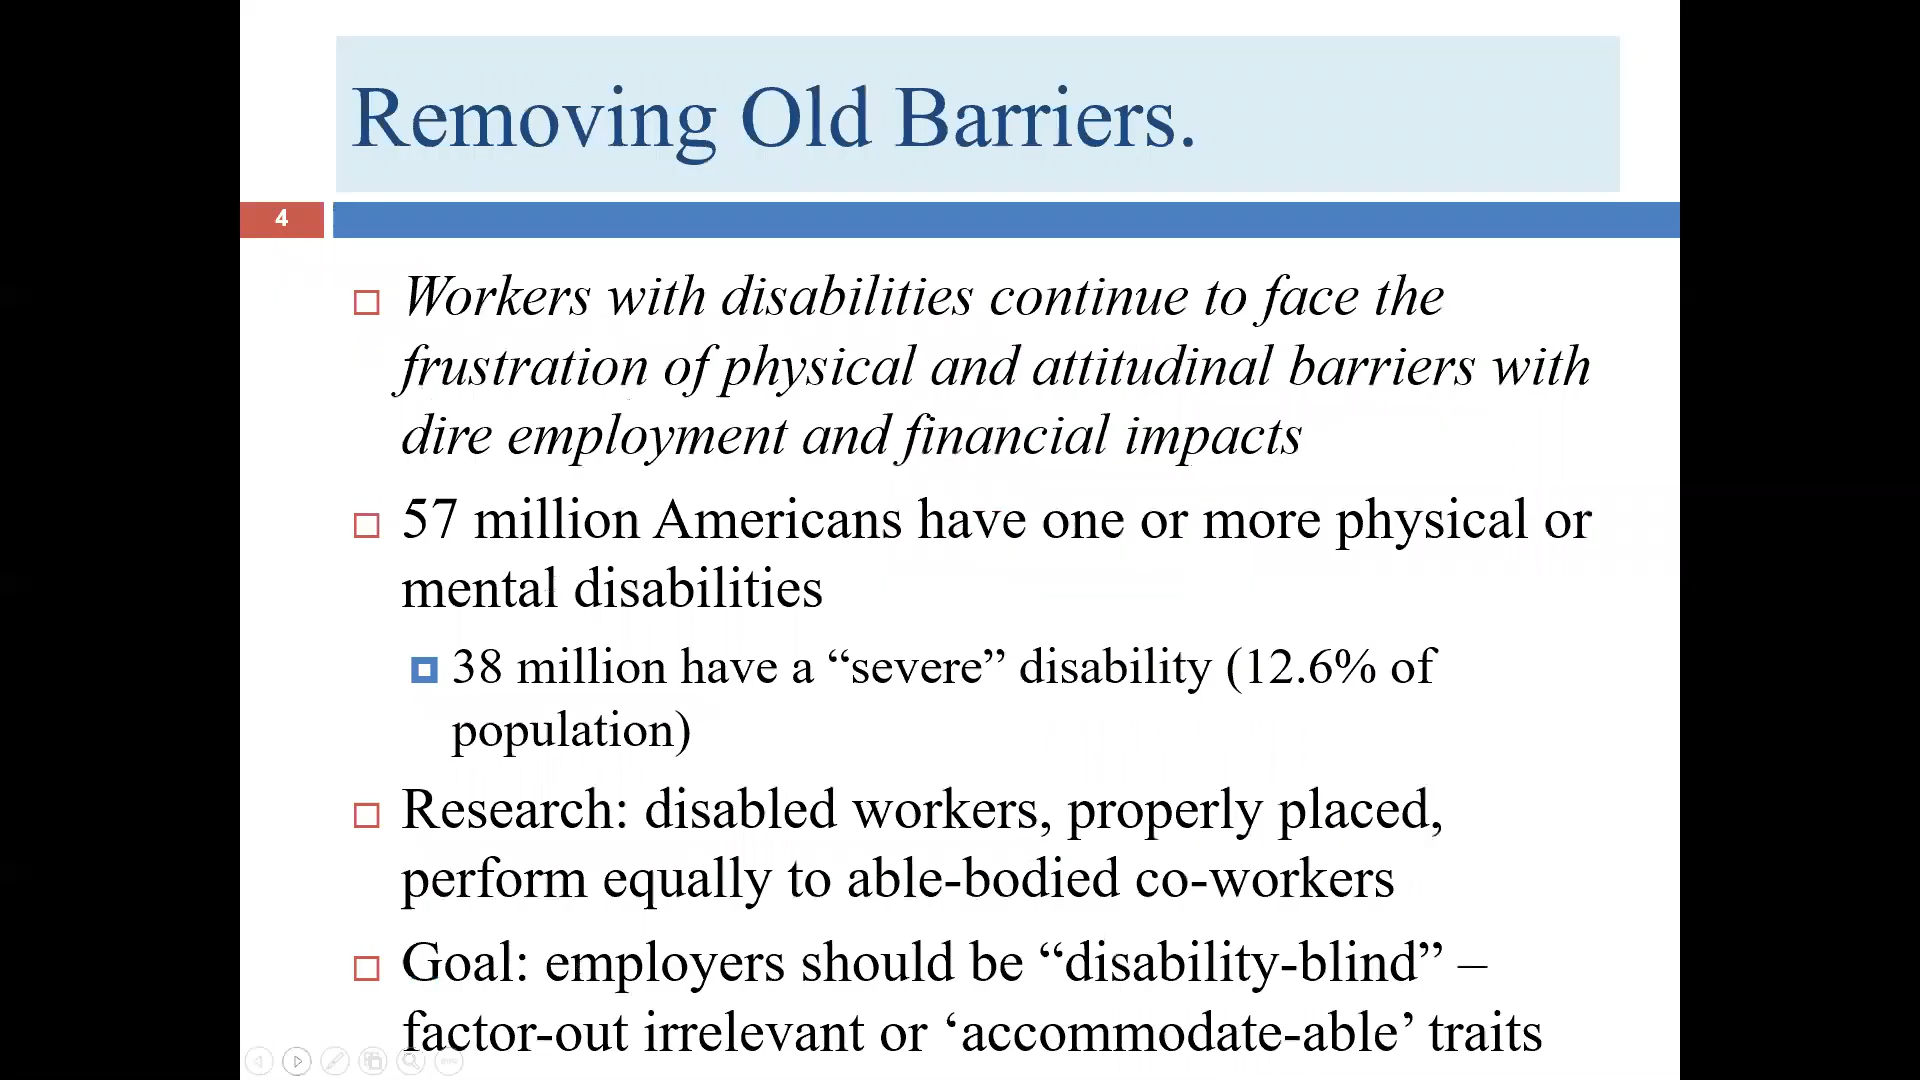 Removing Old Barriers.
4
Workers with disabilities continue to face the
frustration of physical and attitudinal barriers with
dire employment and financial impacts
57 million Americans have one or more physical or
mental disabilities
38 million have a “severe” disability (12.6% of
population)
Research: disabled workers, properly placed,
perform equally to able-bodied co-workers
Goal: employers should be “disability-blind” –
factor-out irrelevant or ‘accommodate-able’ traits